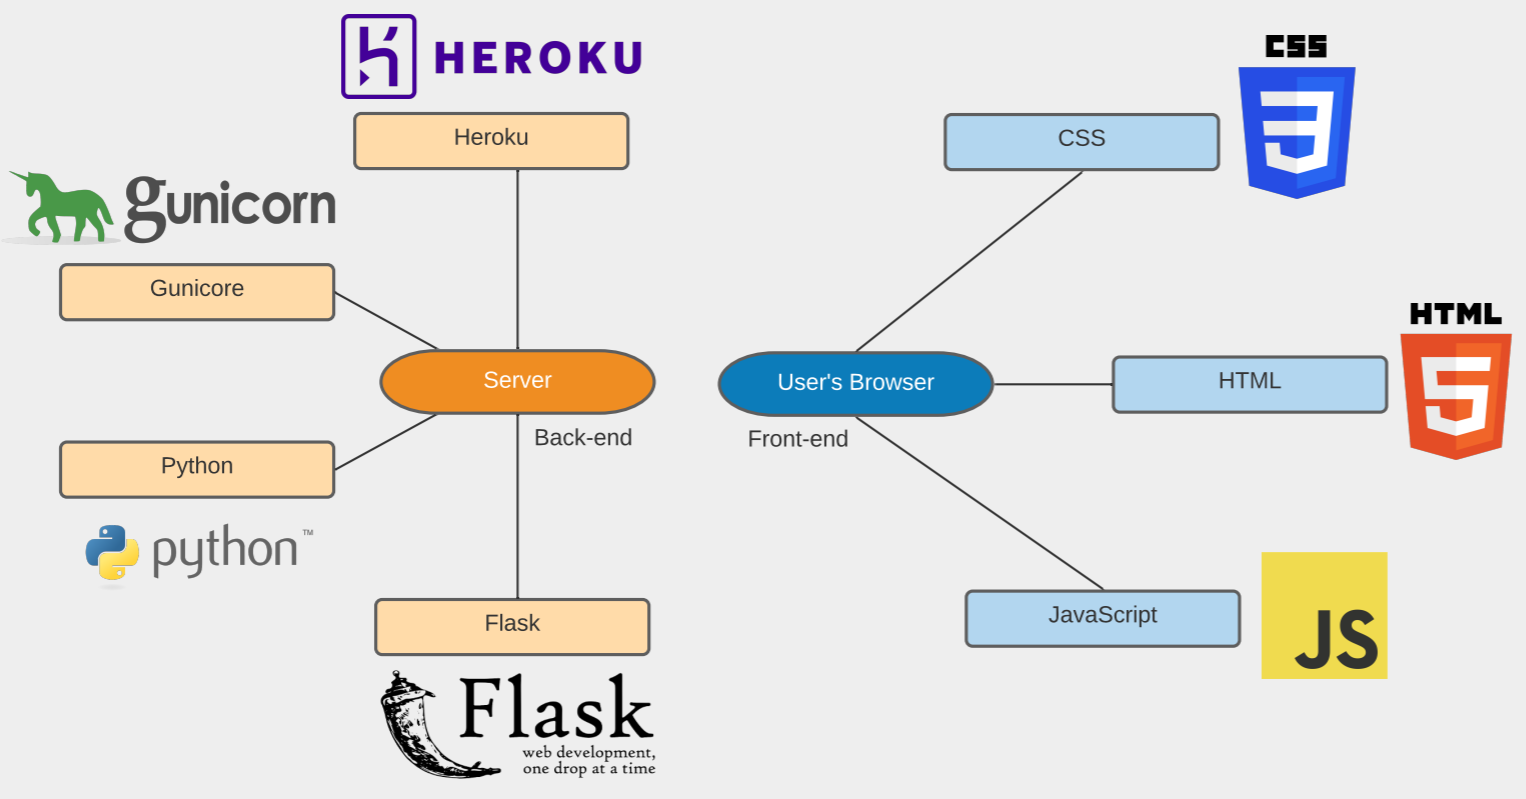 HEROKU
Heroku
gunicorn
Gunicore
Server
Back-end
Python
python™
Flask
Flask
web development,
one drop at a time
CSS
CSS
User's Browser
Front-end
HTML
HTML
JavaScript
JS